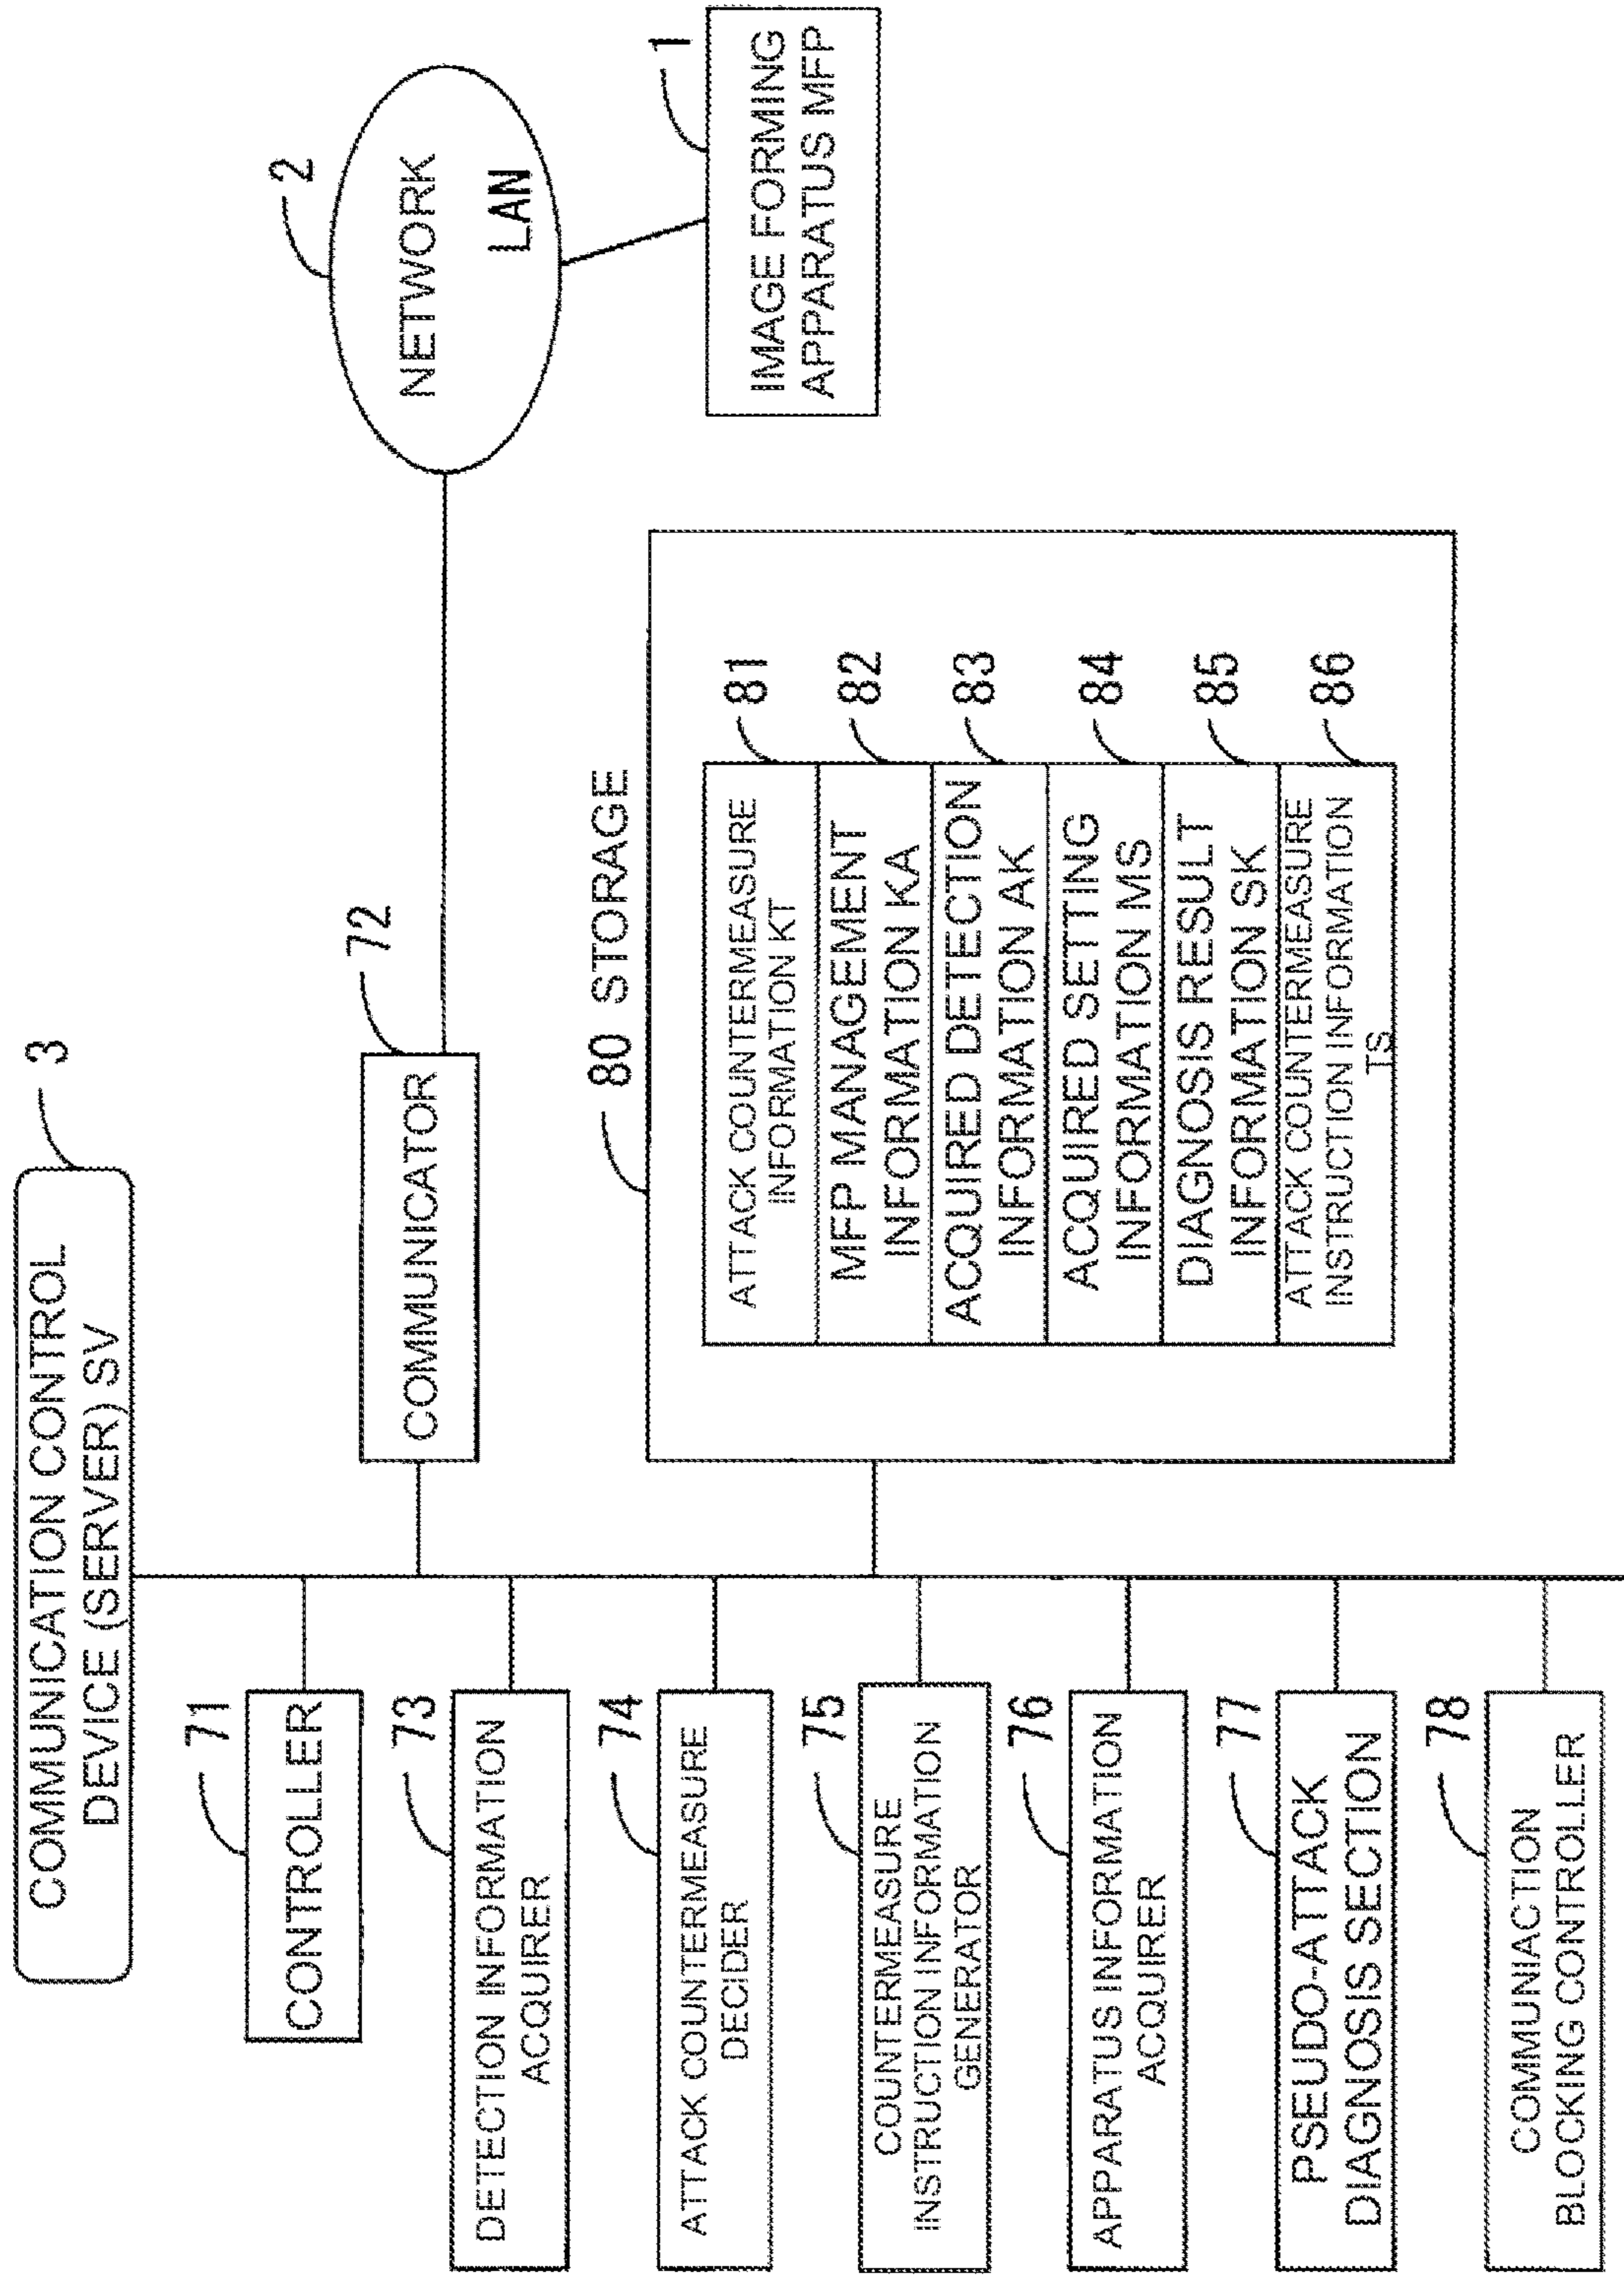 COMMUNICATION CONTROL
DEVICE (SERVER) SV
3
71
CONTROLLER
72
COMMUNICATOR
2
NETWORK
LAN
1
IMAGE FORMING
APPARATUS MFP
73
DETECTION INFORMATION
ACQUIRER
74
ATTACK COUNTERMEASURE
DECIDER
75
COUNTERMEASURE
INSTRUCTION INFORMATION
GENERATOR
76
APPARATUS INFORMATION
ACQUIRER
77
PSEUDO-ATTACK
DIAGNOSIS SECTION
78
COMMUNIACTION
BLOCKING CONTROLLER
80 STORAGE
ATTACK COUNTERMEASURE
INFORMATION KT
81
MFP MANAGEMENT
INFORMATION KA
82
ACQUIRED DETECTION
INFORMATION AK
83
ACQUIRED SETTING
INFORMATION MS
84
DIAGNOSIS RESULT
INFORMATION SK
85
ATTACK COUNTERMEASURE
INSTRUCTION INFORMATION
TS
86